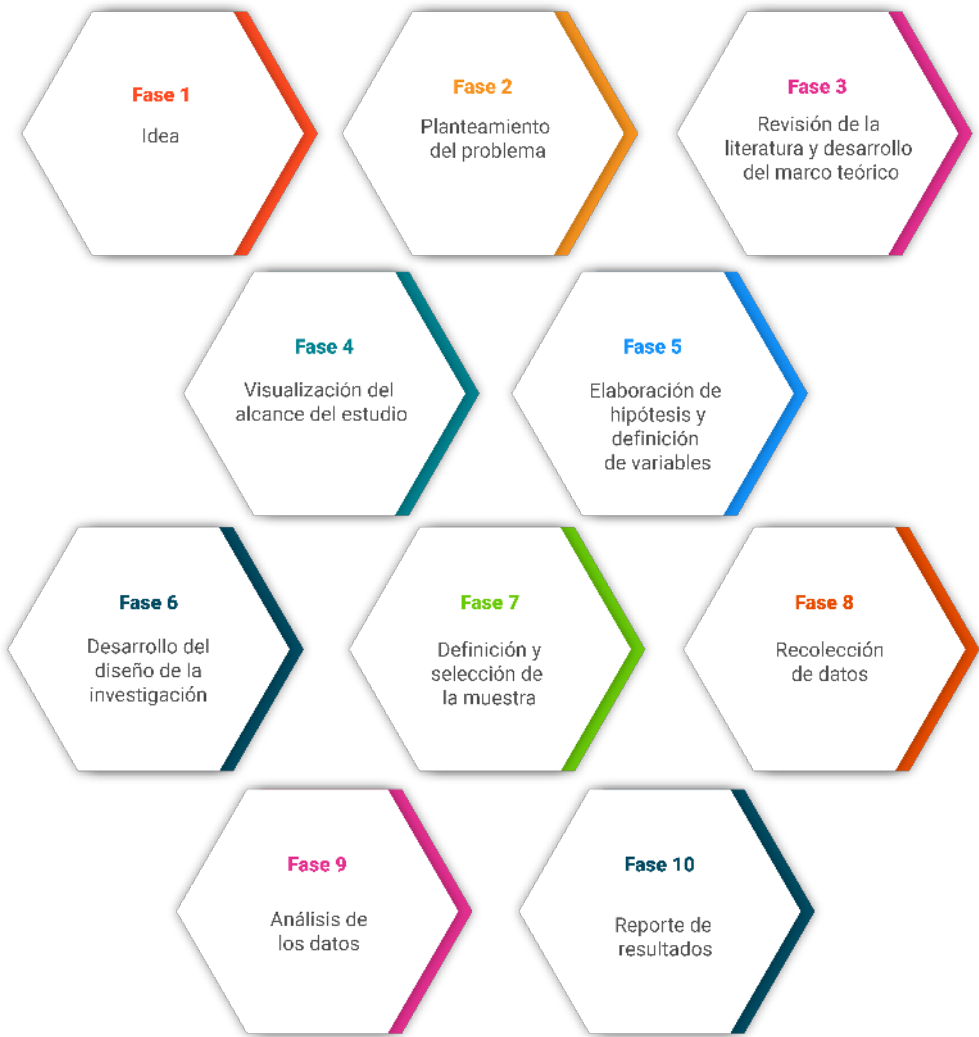 Fase 1
Idea
Fase 2
Planteamiento
del problema
Fase 3
Revisión de la
literatura y desarrollo
del marco teórico
Fase 4
Visualización del
alcance del estudio
Fase 5
Elaboración de
hipótesis y
definición
de variables
Fase 6
Desarrollo del
diseño de la
investigación
Fase 7
Definición y
selección de
la muestra
Fase 8
Recolección
de datos
Fase 9
Análisis de
los datos
Fase 10
Reporte de
resultados